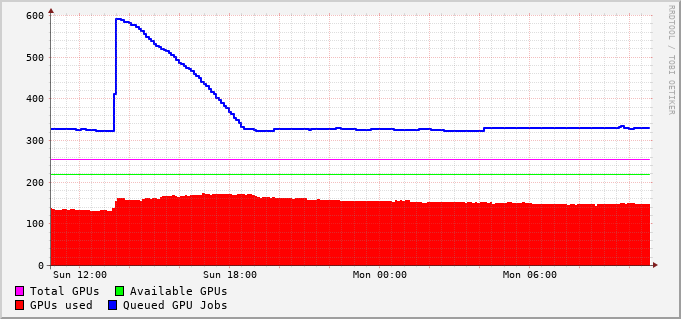 600
500
400
300
200
100
0
Sun 12:00 Sun 18:00 Mon 00:00 Mon 06:00
Total GPUs Available GPUs
GPUs used Queued GPU Jobs
RRDTOOL / TOBI OETIKER